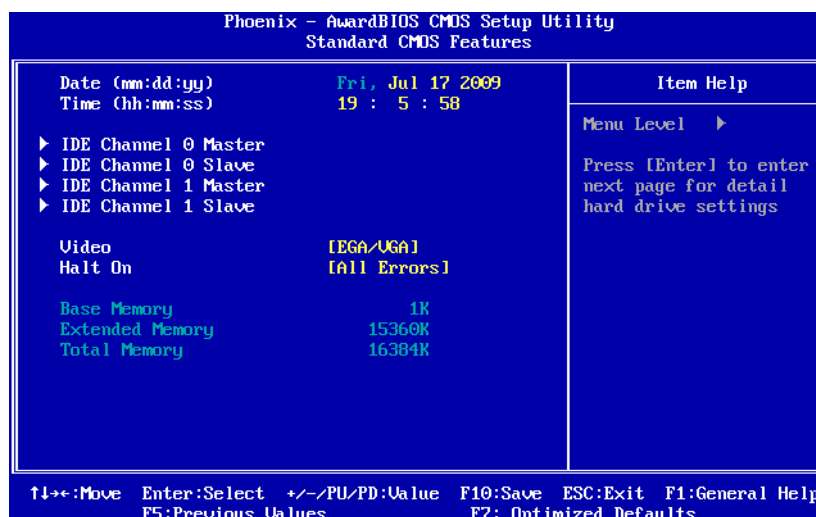 Phoenix - AwardBIOS CMOS Setup Utility
Standard CMOS Features
Date (mm:dd:yy) Fri, Jul 17 2009
Time (hh:mm:ss) 19 : 5 : 58
IDE Channel 0 Master
IDE Channel 0 Slave
IDE Channel 1 Master
IDE Channel 1 Slave
Video [EGA/VGA]
Halt On [All Errors]
Base Memory 1K
Extended Memory 15360K
Total Memory 16384K
Item Help
Menu Level
Press [Enter] to enter
next page for detail
hard drive settings
↑↓→←:Move Enter:Select +/-/PU/PD:Value F10:Save ESC:Exit F1:General Help
F5:Previous Values F7: Optimized Defaults